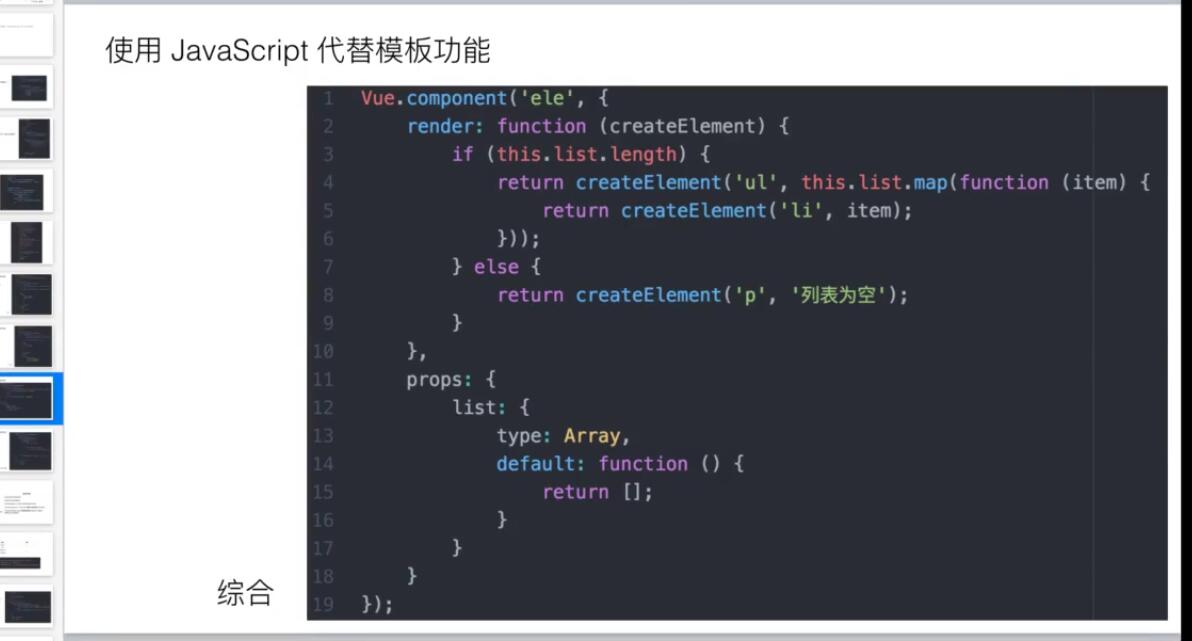 使用 JavaScript 代替模板功能
1 Vue.component('ele', {
2 render: function (createElement) {
3 if (this.list.length) {
4 return createElement('ul', this.list.map(function (item) {
5 return createElement('li', item);
6 }));
7 } else {
8 return createElement('p', '列表为空');
9 }
10 },
11 props: {
12 list: {
13 type: Array,
14 default: function () {
15 return [];
16 }
17 }
18 }
19 });
综合